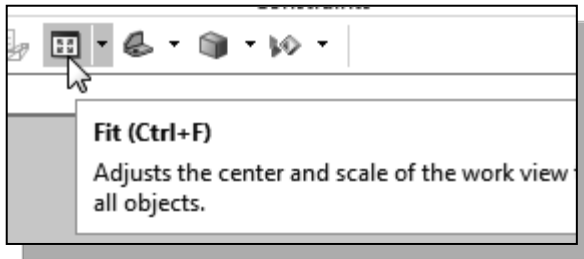 Fit (Ctrl+F)
Adjusts the center and scale of the work view
all objects.